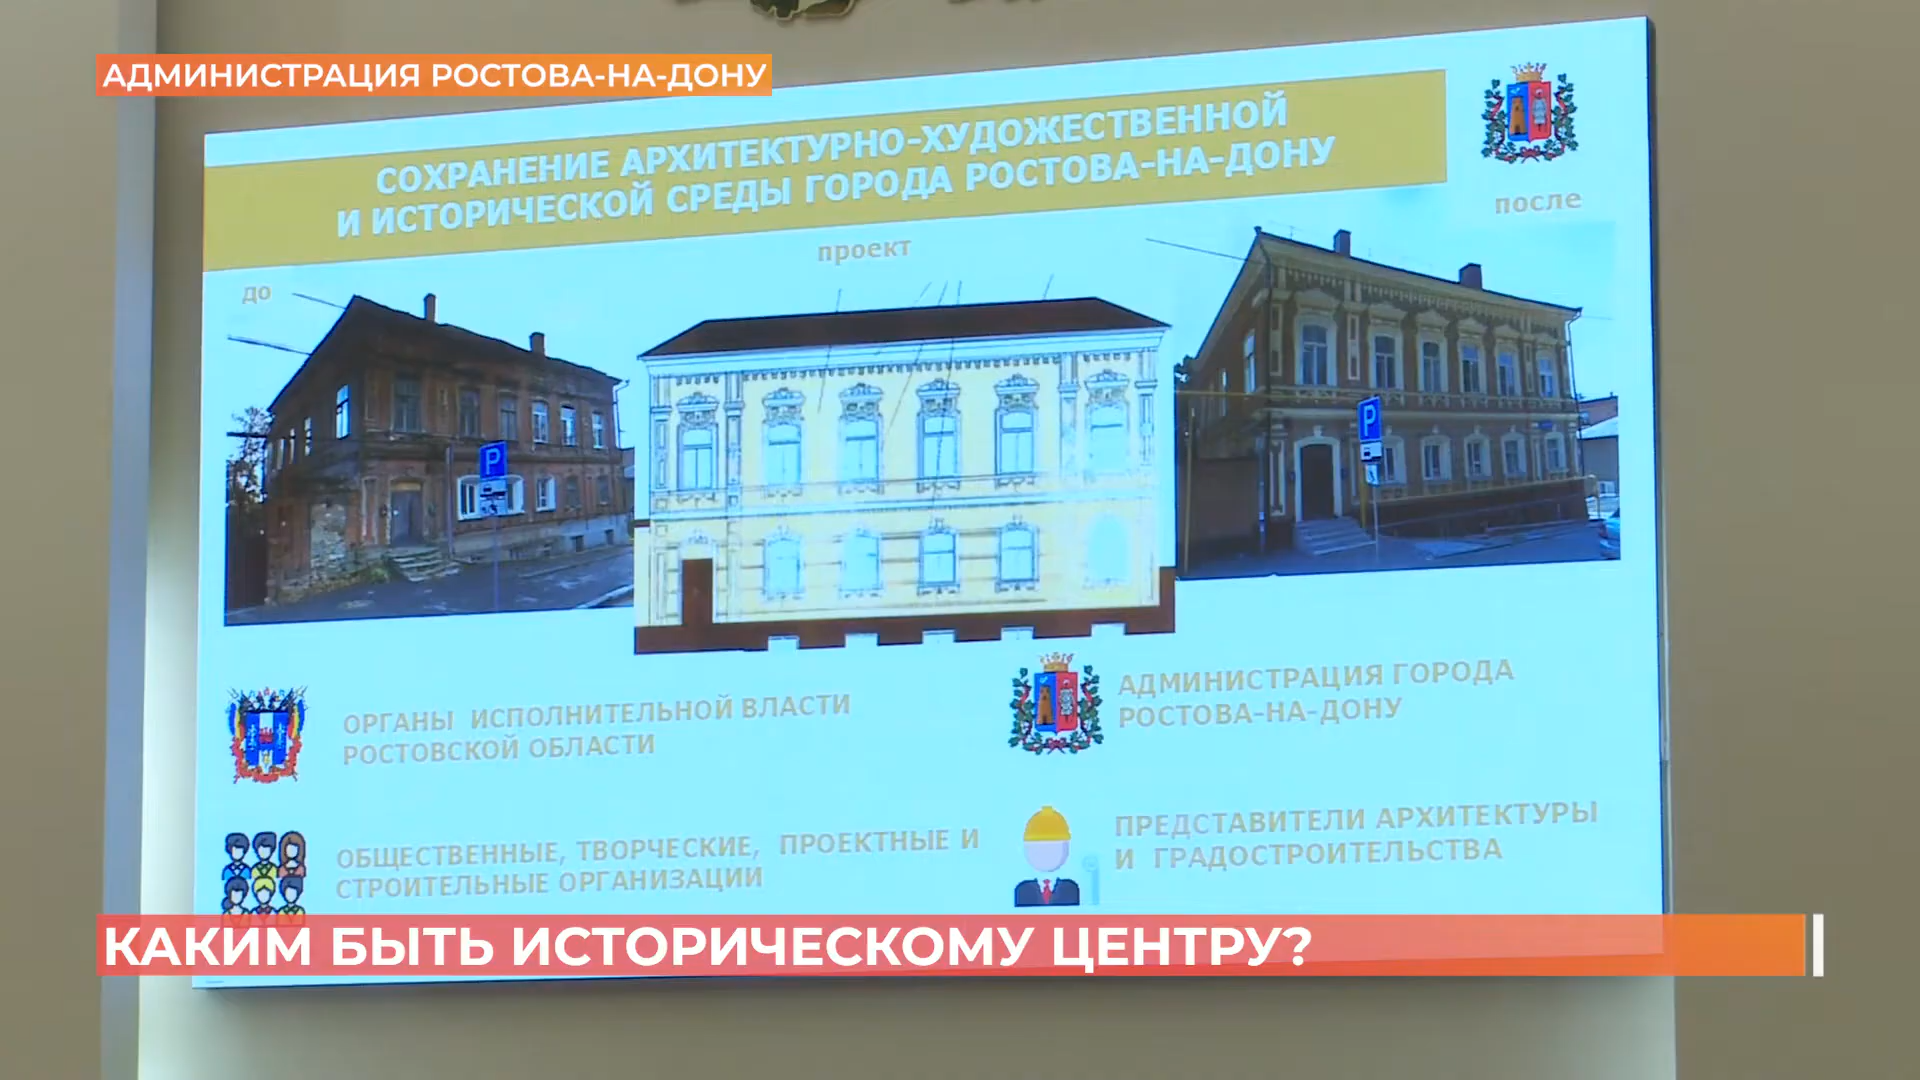 АДМИНИСТРАЦИЯ РОСТОВА-НА-ДОНУ
СОХРАНЕНИЕ АРХИТЕКТУРНО-ХУДОЖЕСТВЕННОЙ
И ИСТОРИЧЕСКОЙ СРЕДЫ ГОРОДА РОСТОВА-НА-ДОНУ
до
проект
после
P
P
ОРГАНЫ ИСПОЛНИТЕЛЬНОЙ ВЛАСТИ
РОСТОВСКОЙ ОБЛАСТИ
АДМИНИСТРАЦИЯ ГОРОДА
РОСТОВА-НА-ДОНУ
ОБЩЕСТВЕННЫЕ, ТВОРЧЕСКИЕ, ПРОЕКТНЫЕ И
СТРОИТЕЛЬНЫЕ ОРГАНИЗАЦИИ
ПРЕДСТАВИТЕЛИ АРХИТЕКТУРЫ
И ГРАДОСТРОИТЕЛЬСТВА
КАКИМ БЫТЬ ИСТОРИЧЕСКОМУ ЦЕНТРУ?